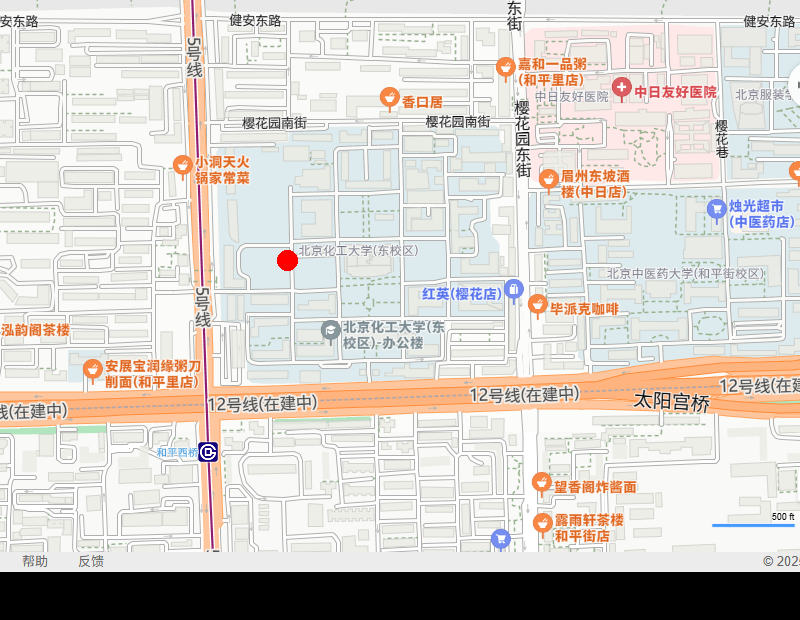 东
街
安东路
健安东路
健安东路
5号线
嘉和一品粥
(和平里店)
中日友好医院
中日友好医院
北京服装学
香口居
樱花园南街
樱花园南街
樱花园东街
樱花巷
小洞天火
锅家常菜
眉州东坡酒
楼(中日店)
烛光超市
(中医药店)
北京化工大学(东校区)
北京中医药大学(和平街校区)
红英(樱花店)
毕派克咖啡
5号线
泓韵阁茶楼
北京化工大学(东
校区)-办公楼
安展宝润缘粥刀
削面(和平里店)
线(在建中)
12号线(在建中)
12号线(在建中)
12号线(在建
太阳宫桥
和平西桥
望香阁炸酱面
露雨轩茶楼
和平街店
500 ft
帮助
反馈
© 202